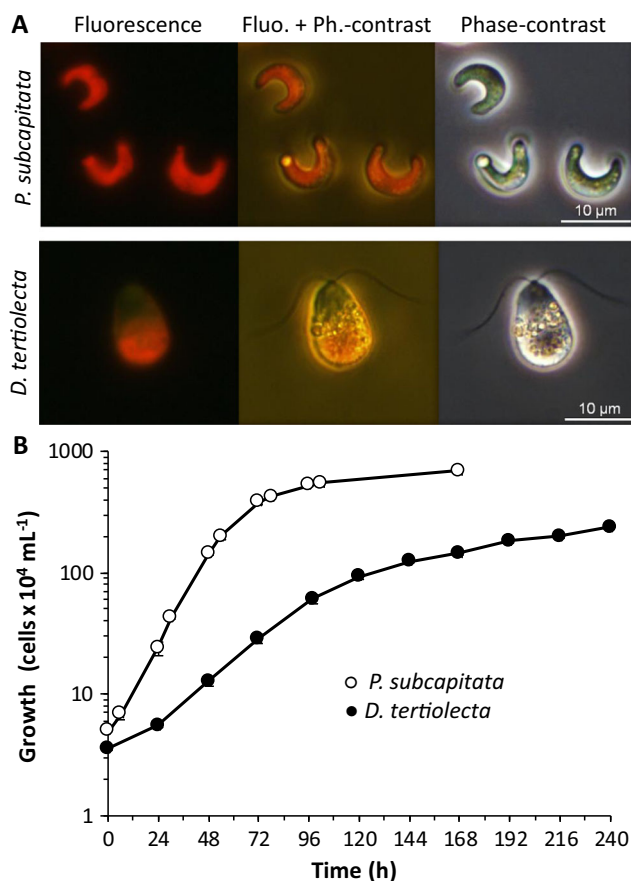 A
Fluorescence Fluo. + Ph.-contrast Phase-contrast
P. subcapitata
10 µm
D. tertiolecta
10 µm
B
Growth (cells x 10⁴ mL⁻¹)
1000
100
10
1
P. subcapitata
D. tertiolecta
0 24 48 72 96 120 144 168 192 216 240
Time (h)